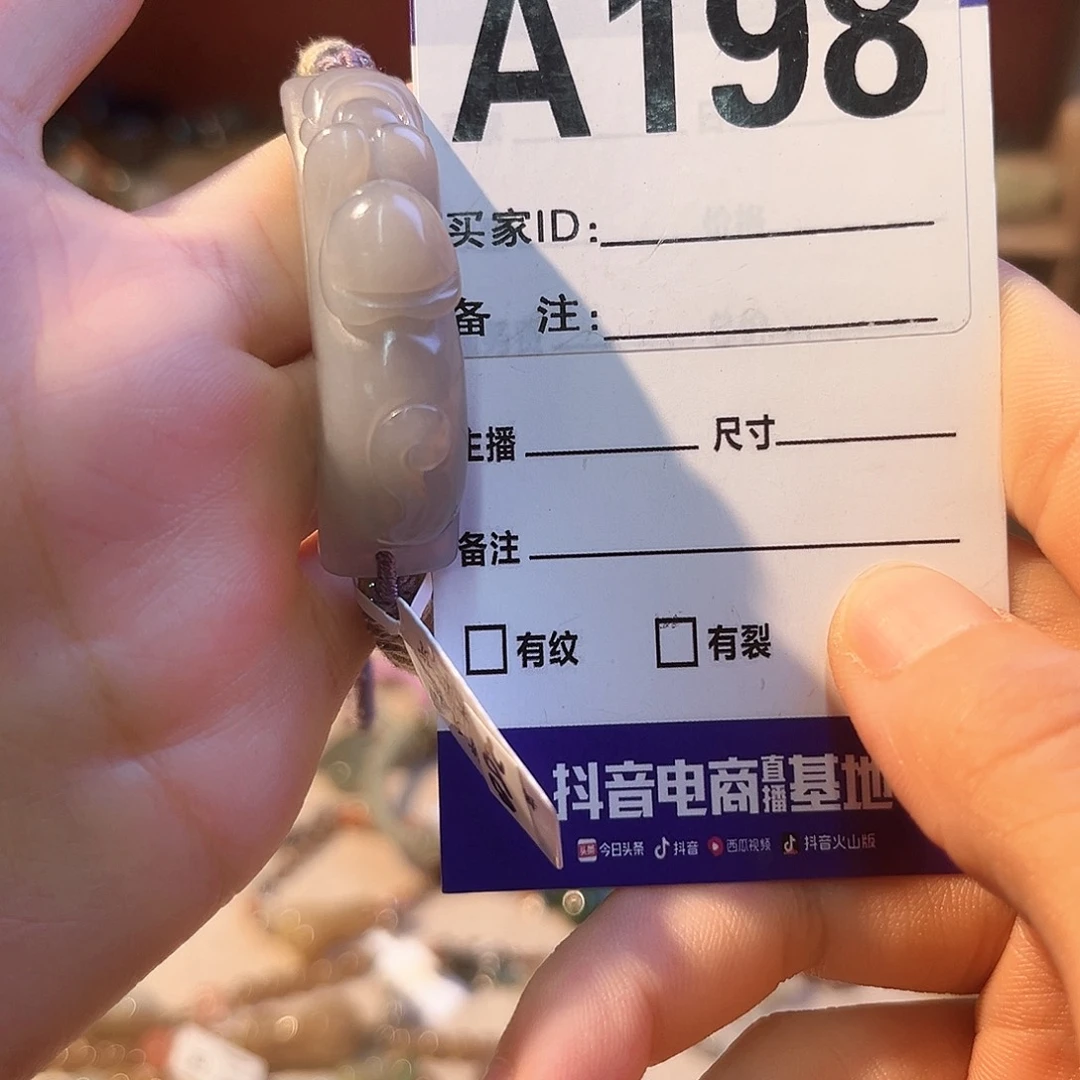 A198
买家ID:
备 注:
主播 尺寸
备注
有纹 有裂
抖音电商直播基地
头条 今日头条 抖音 西瓜视频 抖音火山版